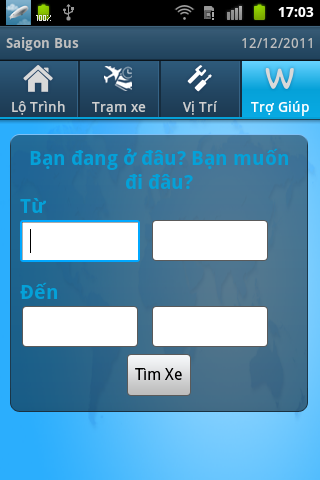 100%
17:03
Saigon Bus 12/12/2011
Lộ Trình Trạm xe Vị Trí Trợ Giúp
Bạn đang ở đâu? Bạn muốn
đi đâu?
Từ
Đến
Tìm Xe